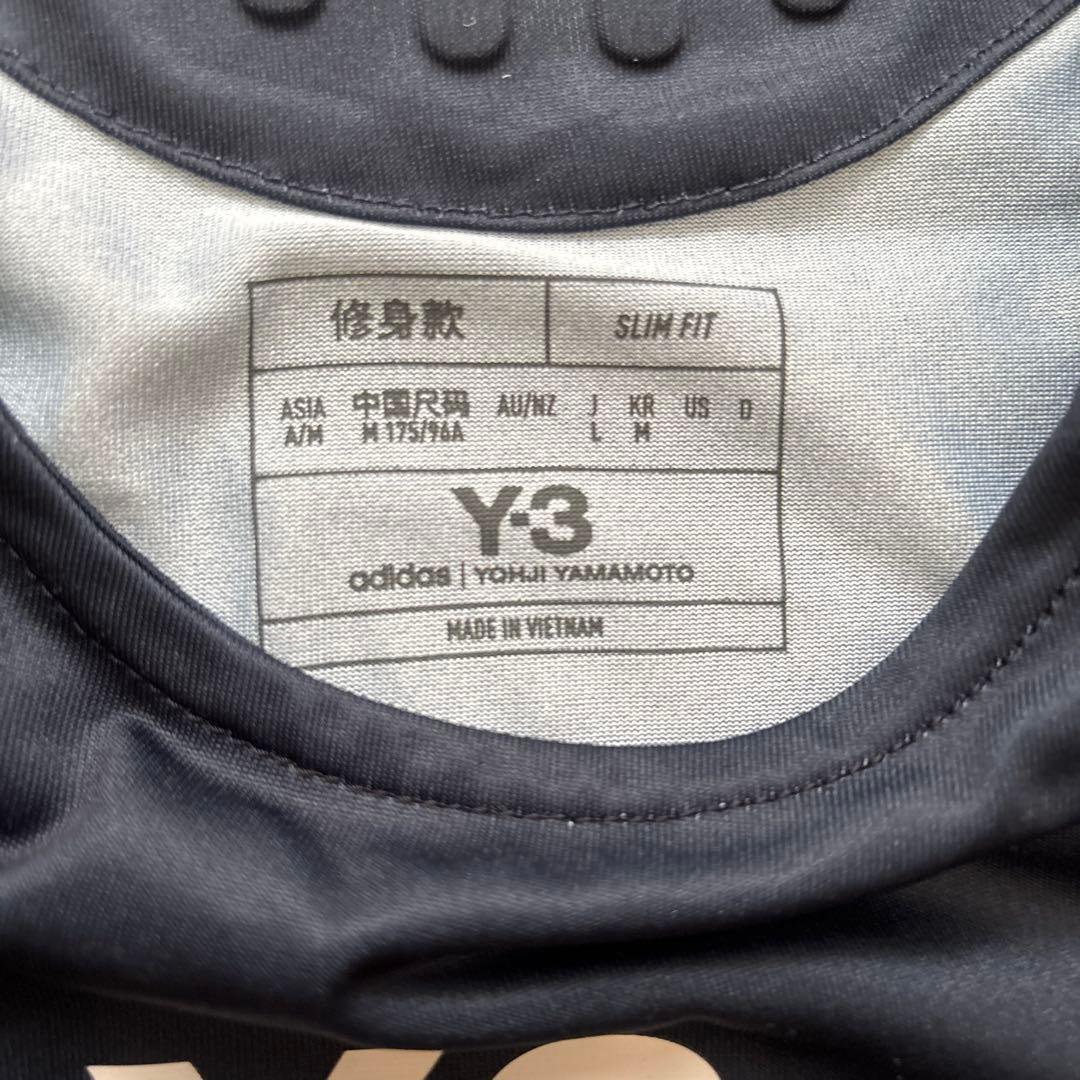 修身款 SLIM FIT
ASIA 中国尺码 AU/NZ J KR US D
A/M M 175/96A L M
Y-3
adidas | YOHJI YAMAMOTO
MADE IN VIETNAM